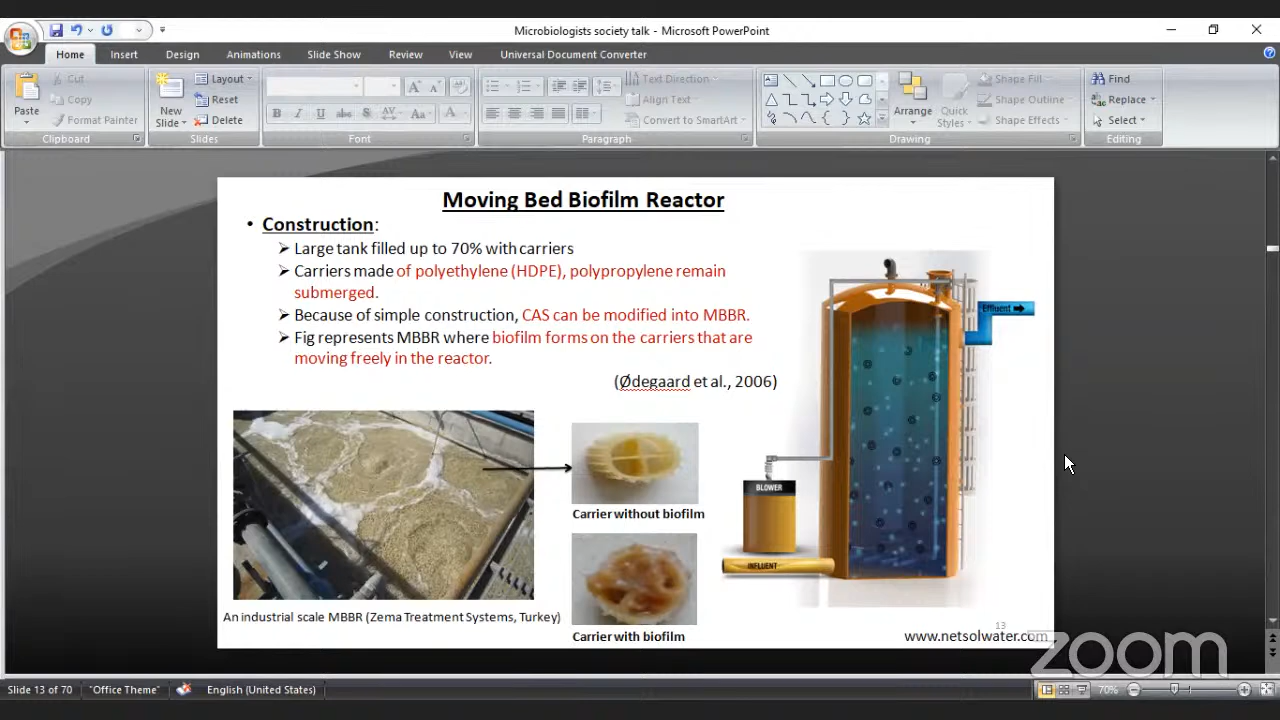 Microbiologists society talk - Microsoft PowerPoint
Home Insert Design Animations Slide Show Review View Universal Document Converter
Paste
Cut
Copy
Format Painter
Clipboard
New Slide
Layout
Reset
Delete
Slides
B I U S abc AV Aa A
Font
Text Direction
Align Text
Convert to SmartArt
Paragraph
Arrange
Quick Styles
Shape Fill
Shape Outline
Shape Effects
Drawing
Find
Replace
Select
Editing
Moving Bed Biofilm Reactor
• Construction:
➢ Large tank filled up to 70% with carriers
➢ Carriers made of polyethylene (HDPE), polypropylene remain
submerged.
➢ Because of simple construction, CAS can be modified into MBBR.
➢ Fig represents MBBR where biofilm forms on the carriers that are
moving freely in the reactor.
(Ødegaard et al., 2006)
Effluent
BLOWER
INFLUENT
Carrier without biofilm
An industrial scale MBBR (Zema Treatment Systems, Turkey)
Carrier with biofilm
13
www.netsolwater.com
zoom
Slide 13 of 70 "Office Theme" English (United States) 70%